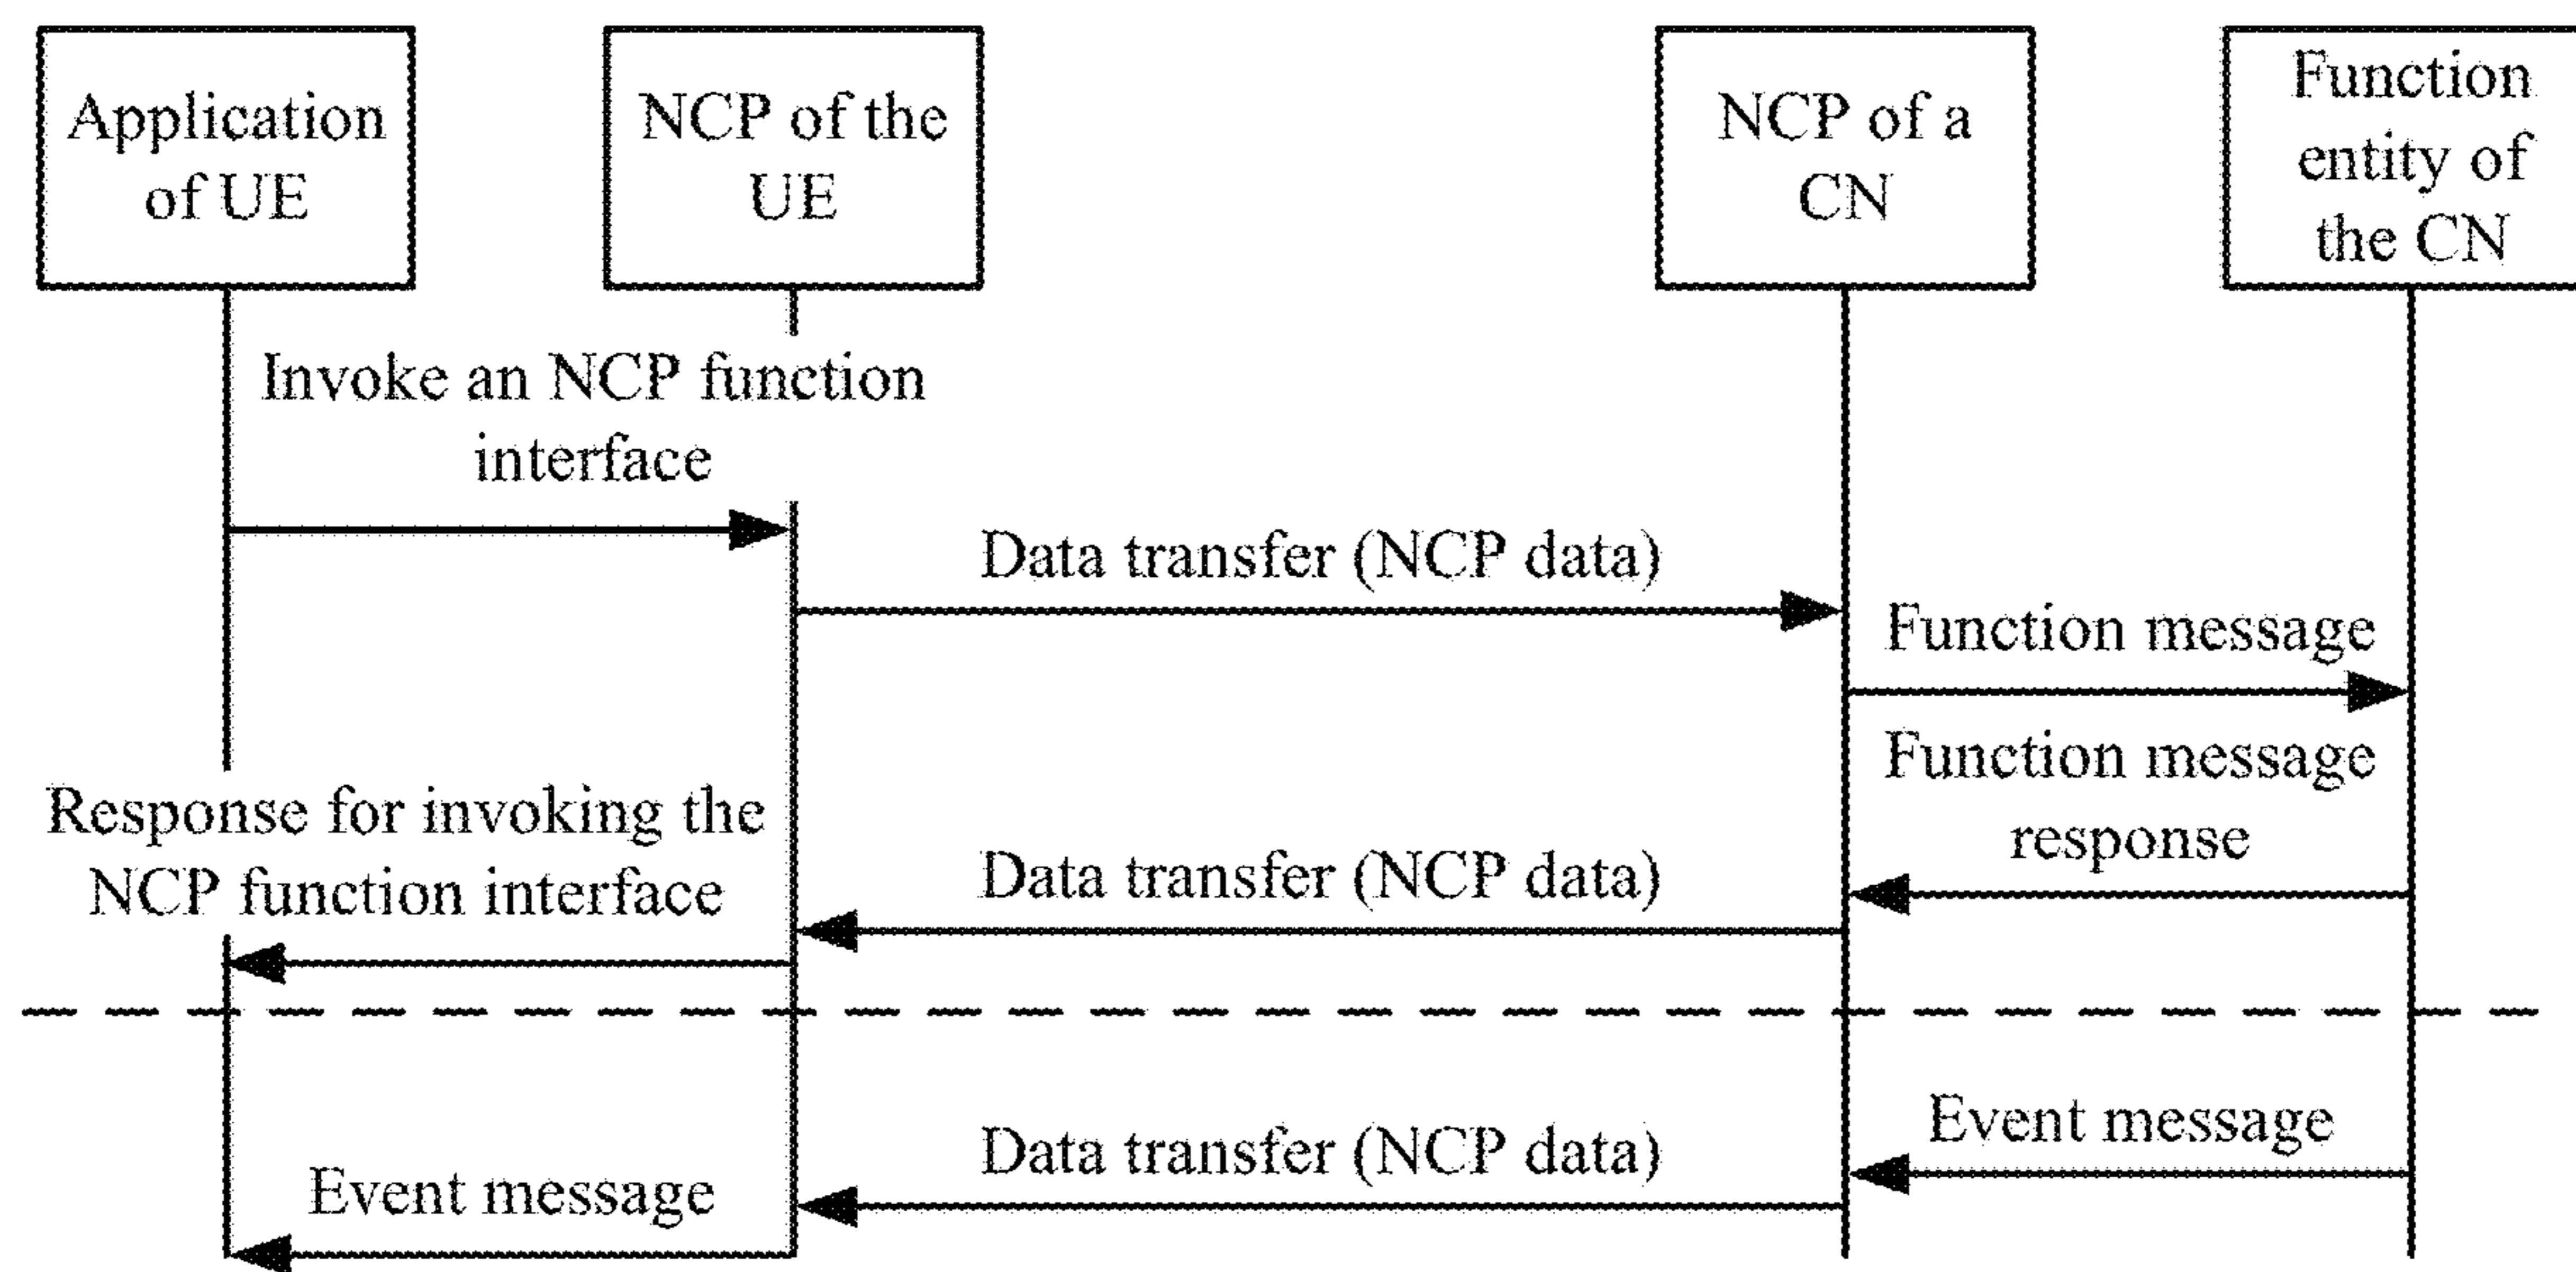 Application
of UE
NCP of the
UE
NCP of a
CN
Function
entity of
the CN
Invoke an NCP function
interface
Data transfer (NCP data)
Function message
Function message
response
Response for invoking the
NCP function interface
Data transfer (NCP data)
Event message
Data transfer (NCP data)
Event message